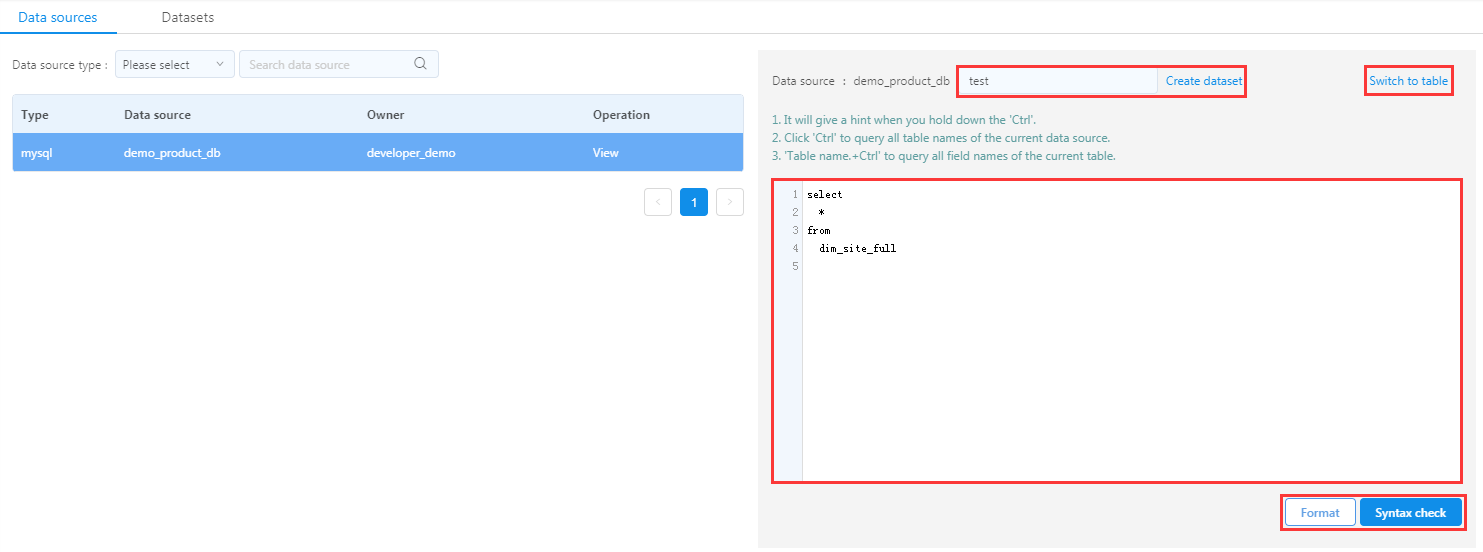 Data sources Datasets
Data source type : Please select Search data source
Type Data source Owner Operation
mysql demo_product_db developer_demo View
< 1 >
Data source : demo_product_db test Create dataset Switch to table
1. It will give a hint when you hold down the 'Ctrl'.
2. Click 'Ctrl' to query all table names of the current data source.
3. 'Table name.+Ctrl' to query all field names of the current table.
1 select
2 *
3 from
4 dim_site_full
5
Format Syntax check